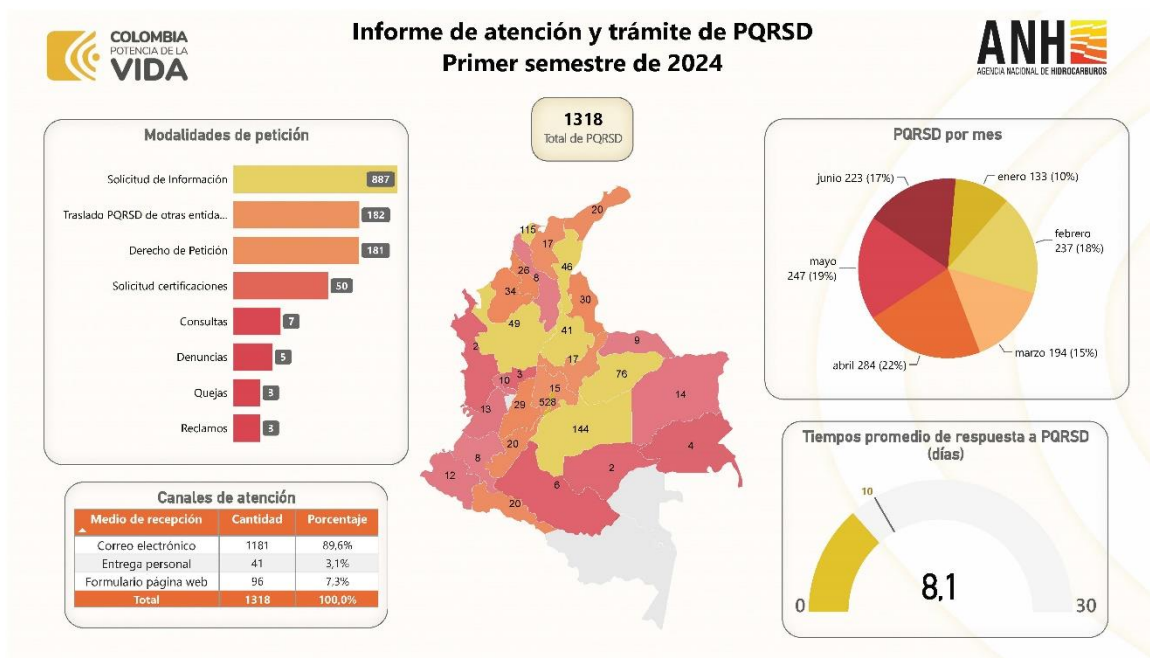 COLOMBIA
POTENCIA DE LA
VIDA
Informe de atención y trámite de PQRSD
Primer semestre de 2024
ANH
AGENCIA NACIONAL DE HIDROCARBUROS
1318
Total de PQRSD
Modalidades de petición
Solicitud de Información 887
Traslado PQRSD de otras entida... 182
Derecho de Petición 181
Solicitud certificaciones 50
Consultas 7
Denuncias 5
Quejas 3
Reclamos 3
Canales de atención
Medio de recepción Cantidad Porcentaje
Correo electrónico 1181 89,6%
Entrega personal 41 3,1%
Formulario página web 96 7,3%
Total 1318 100,0%
20
115
17
46
26
8
34
30
49
41
2
9
17
76
3
10
15
14
29
528
13
144
20
4
8
2
12
6
20
PQRSD por mes
junio 223 (17%)
enero 133 (10%)
febrero
237 (18%)
mayo
247 (19%)
marzo 194 (15%)
abril 284 (22%)
Tiempos promedio de respuesta a PQRSD
(días)
10
8,1
0
30